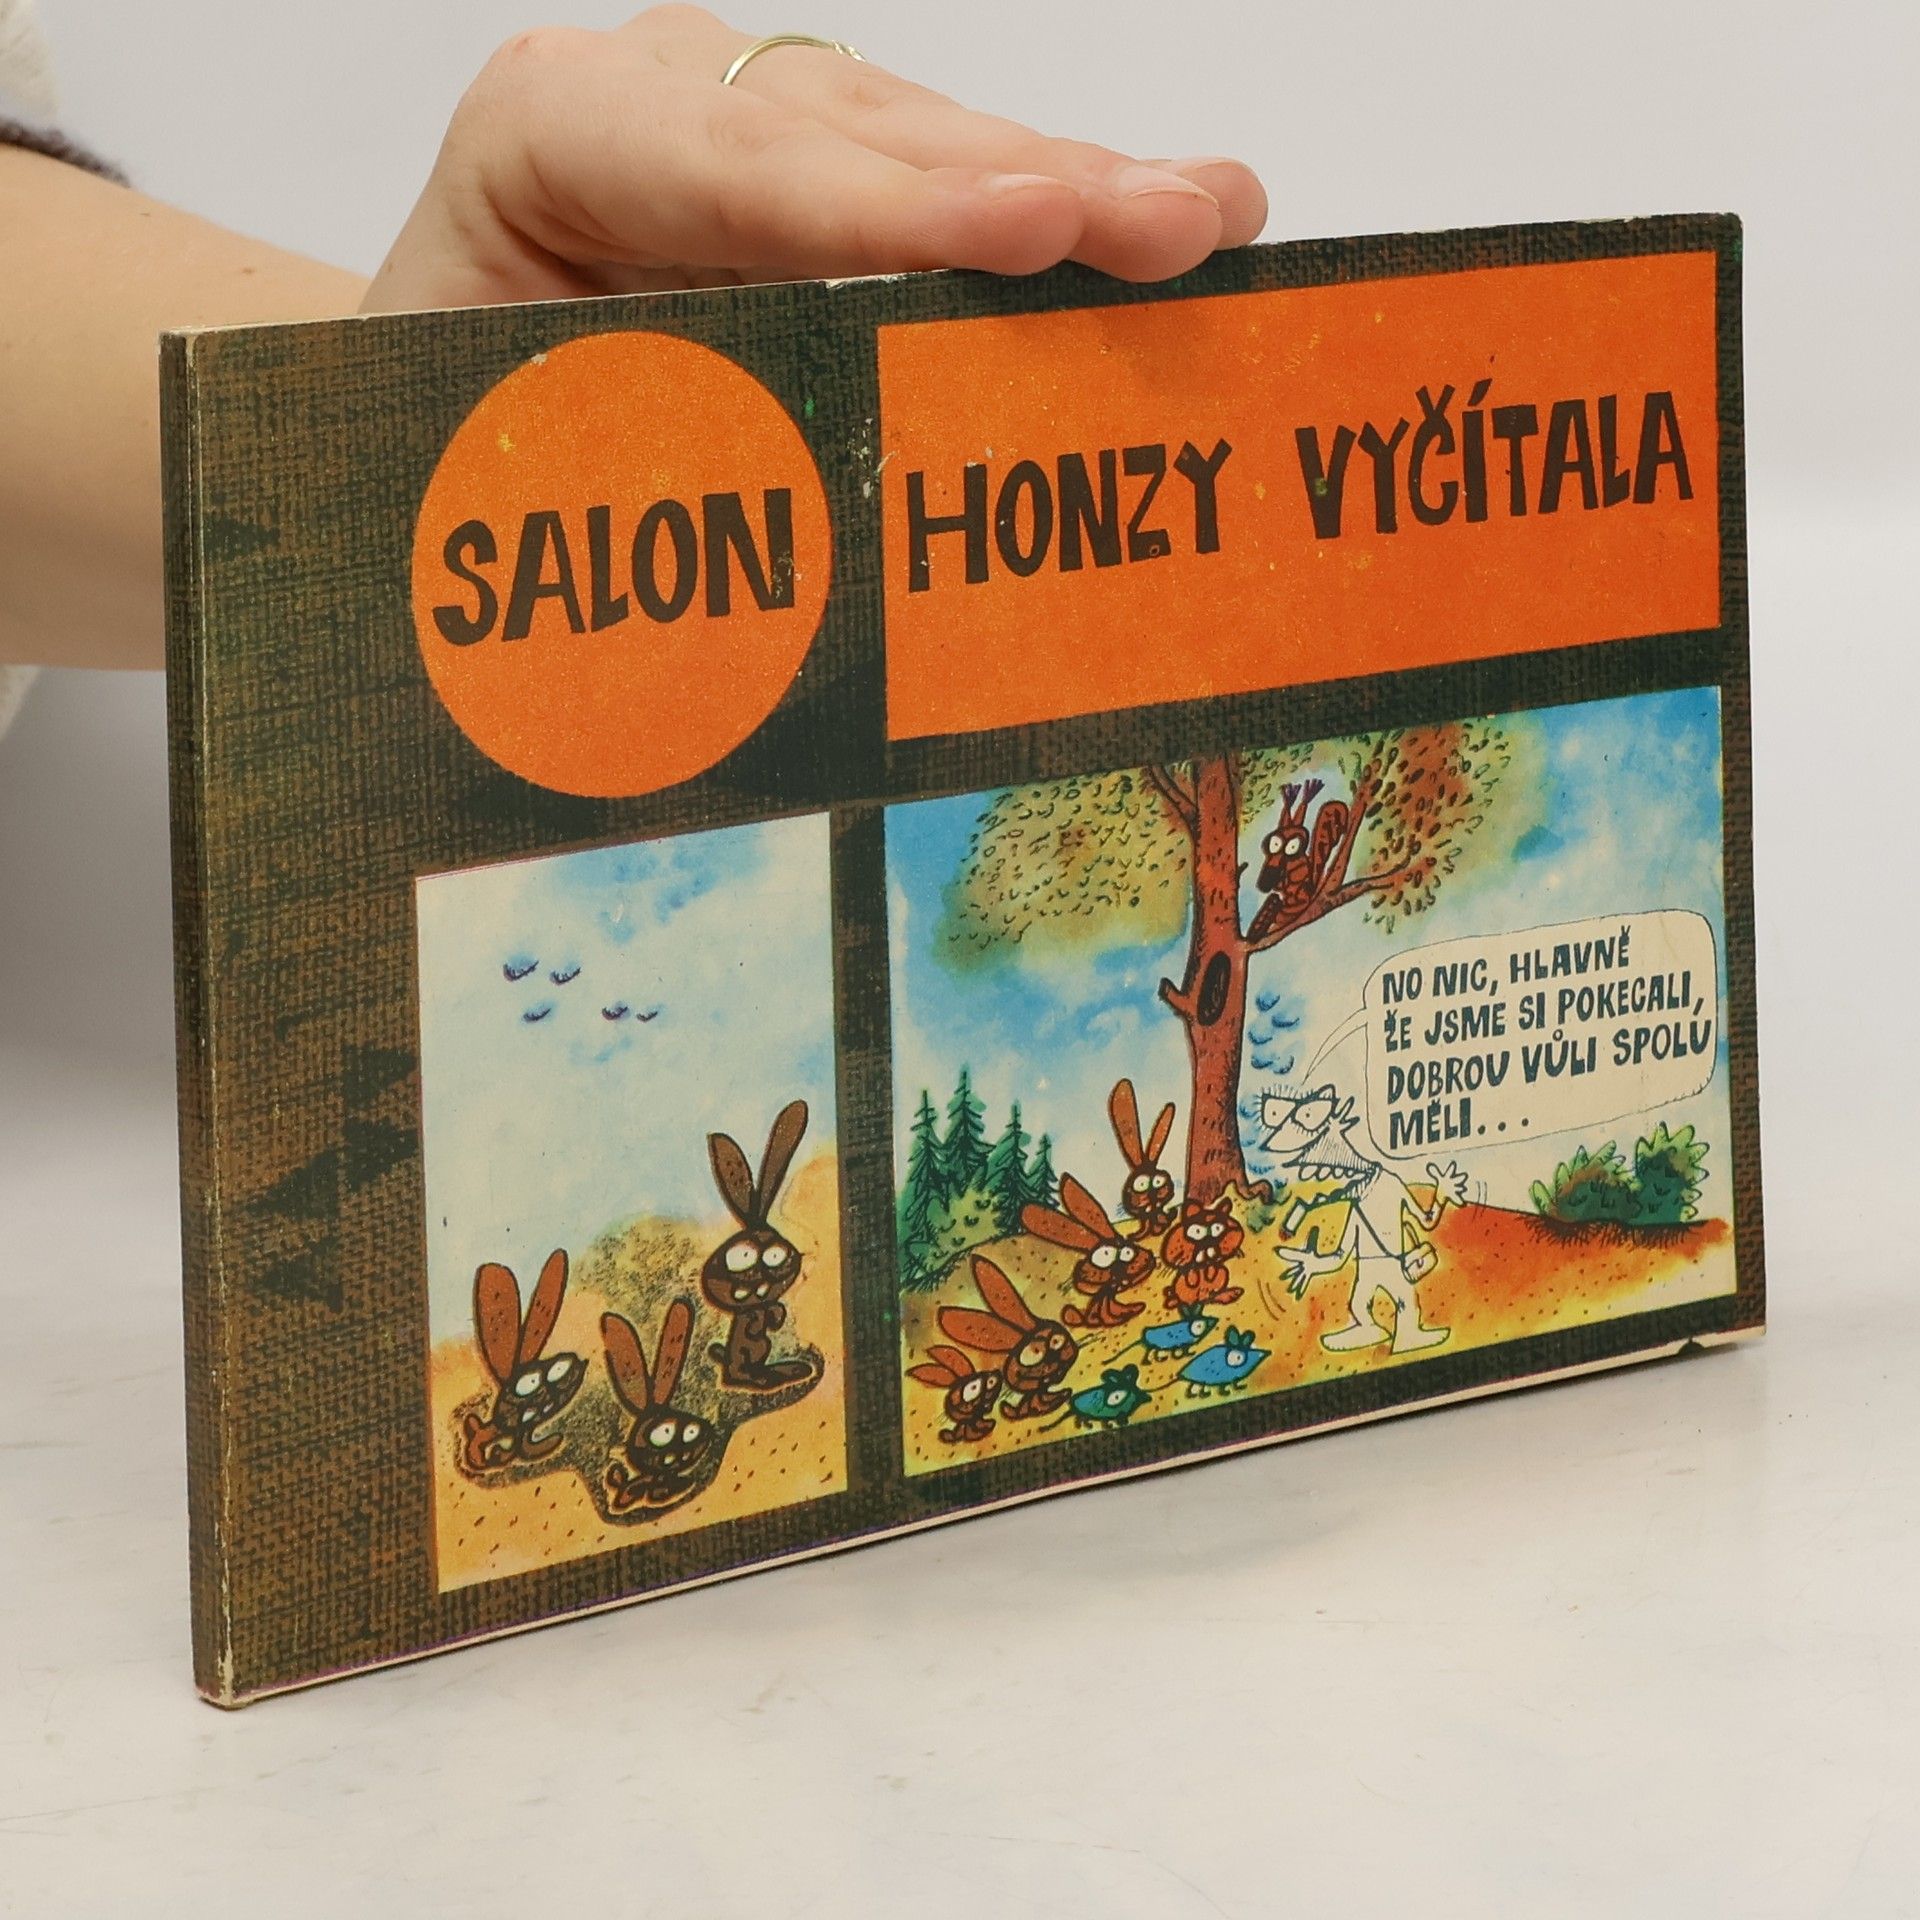 SALON
HONZY VYČÍTALA
NO NIC, HLAVNĚ
ŽE JSME SI POKECALI,
DOBROU VŮLI SPOLU
MĚLI...